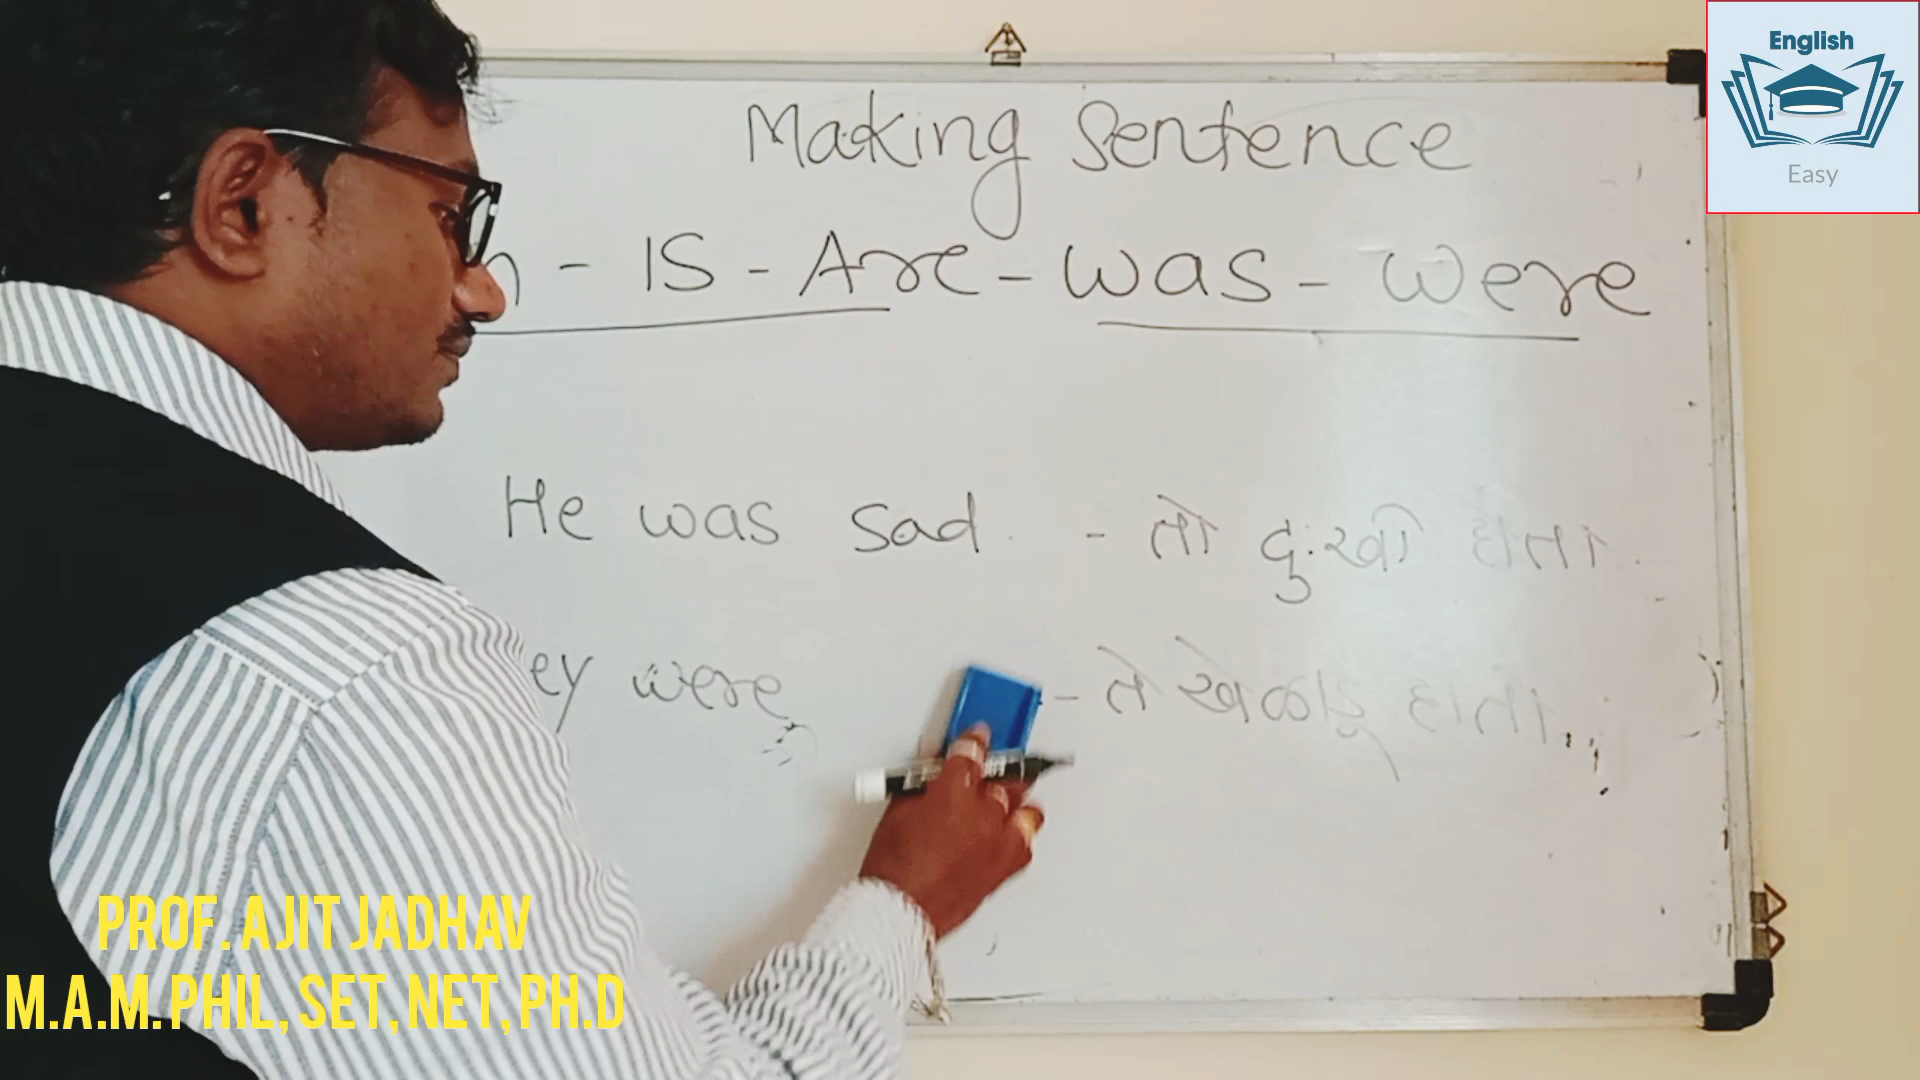 English
Easy
Making Sentence
- IS - Are - was - were
He was sad. - तो दुःखी होता.
ey were - ते खेळाडू होते.
PROF. AJIT JADHAV
M.A.M. PHIL, SET, NET, PH.D